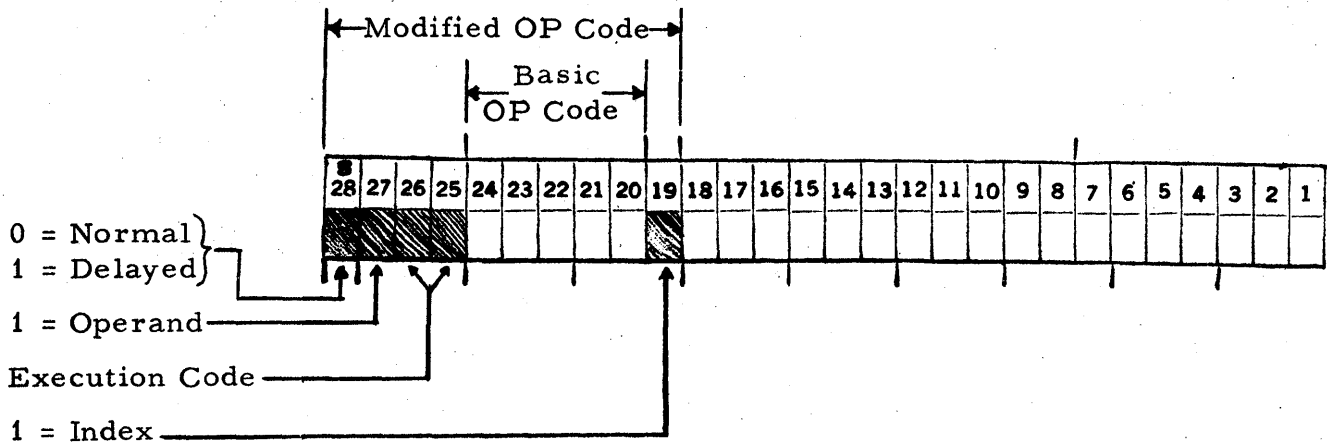 Modified OP Code
Basic
OP Code
S
28 27 26 25 24 23 22 21 20 19 18 17 16 15 14 13 12 11 10 9 8 7 6 5 4 3 2 1
0 = Normal
1 = Delayed
1 = Operand
Execution Code
1 = Index